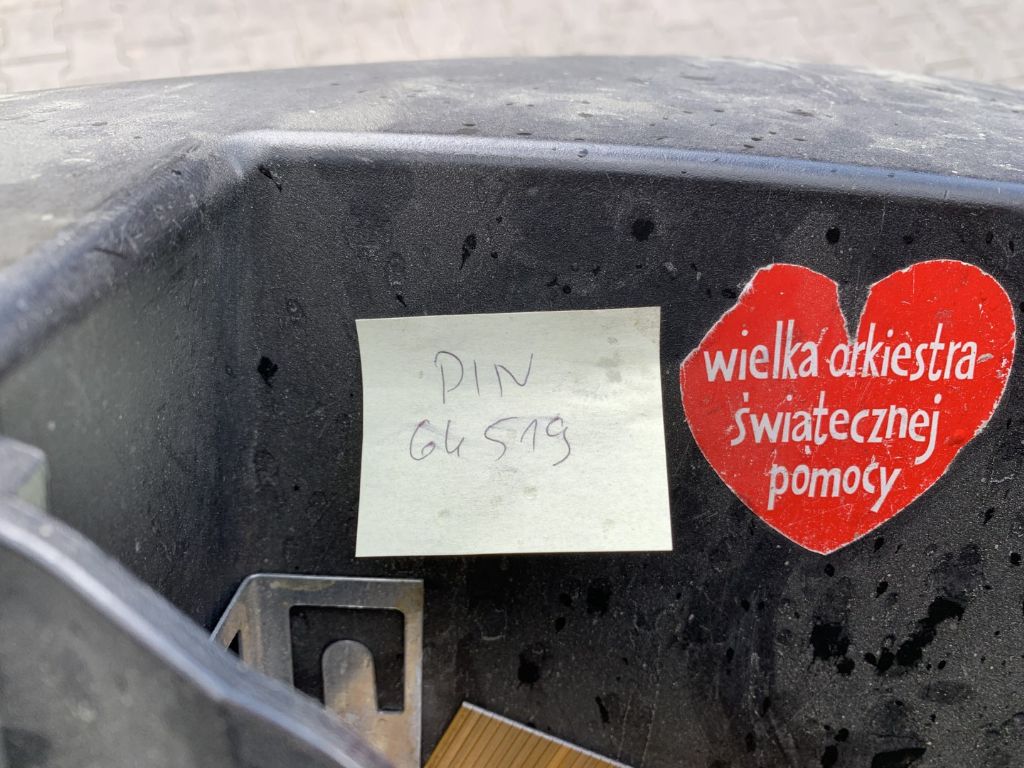 PIN
64519
wielka orkiestra
świątecznej
pomocy